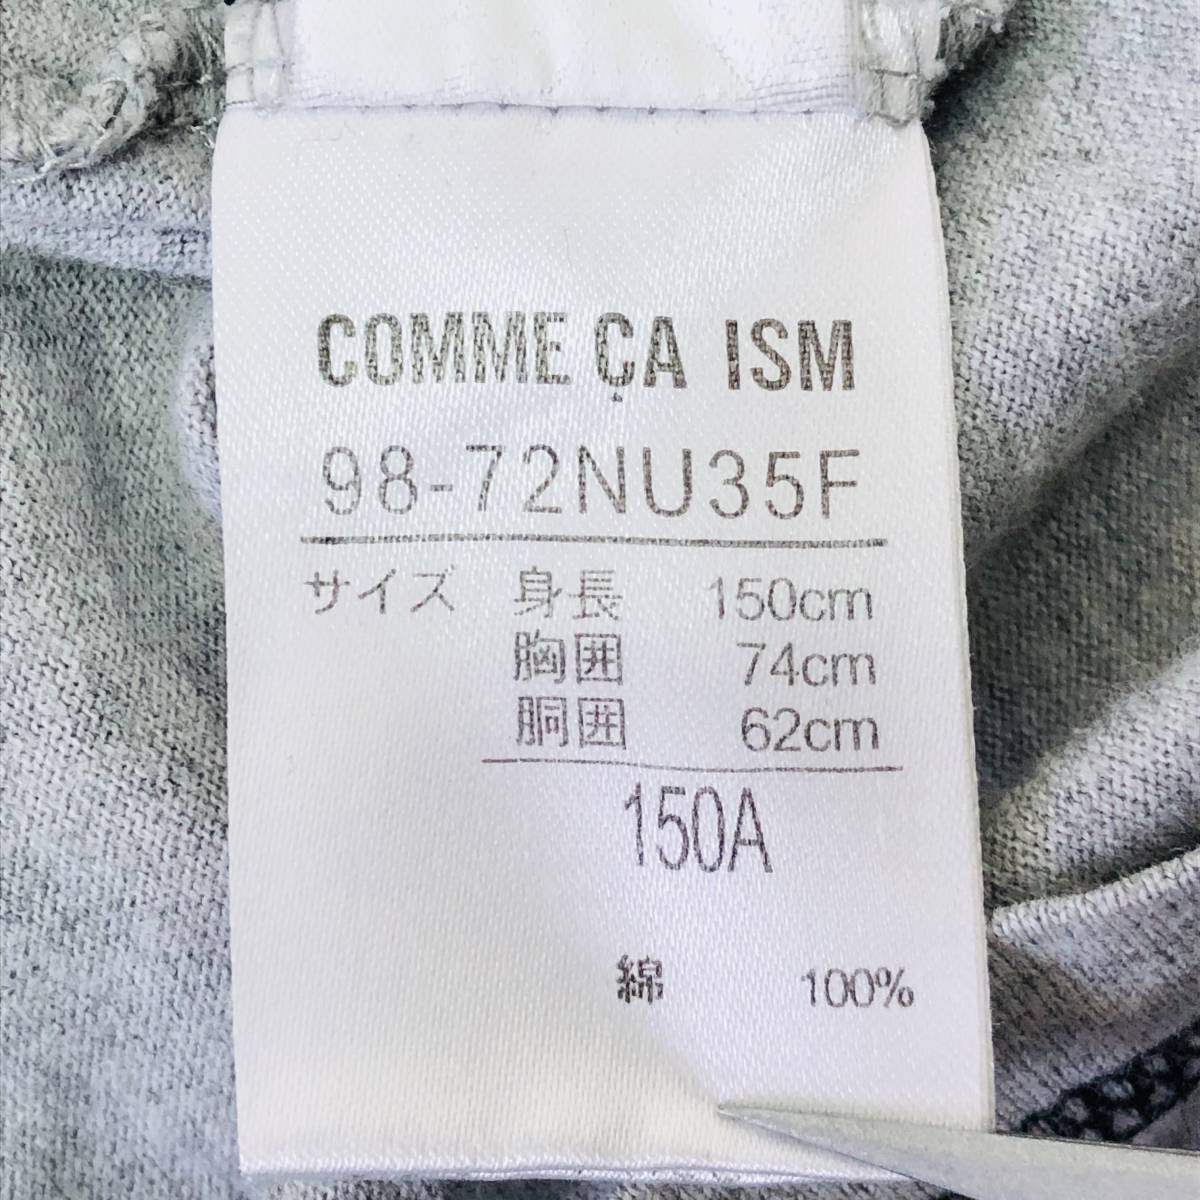 COMME ÇA ISM
98-72NU35F
サイズ 身長 150cm
胸囲 74cm
胴囲 62cm
150A
綿 100%